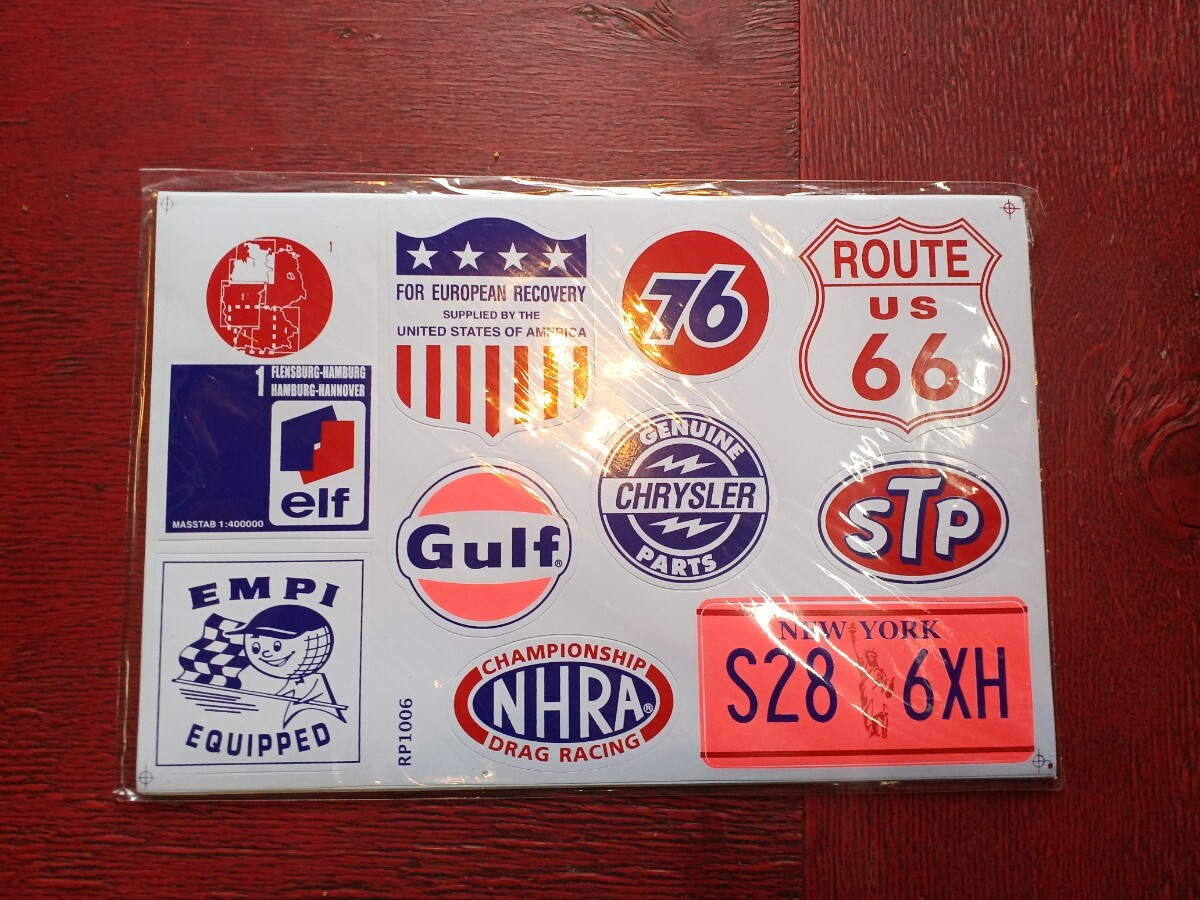 1
FOR EUROPEAN RECOVERY
SUPPLIED BY THE
UNITED STATES OF AMERICA
76
ROUTE
US
66
1 FLENSBURG-HAMBURG
HAMBURG-HANNOVER
elf
MASSTAB 1:400000
Gulf®
GENUINE
CHRYSLER
PARTS
STP
EMPI
EQUIPPED
RP1006
CHAMPIONSHIP
NHRA®
DRAG RACING
NEW YORK
S28 6XH